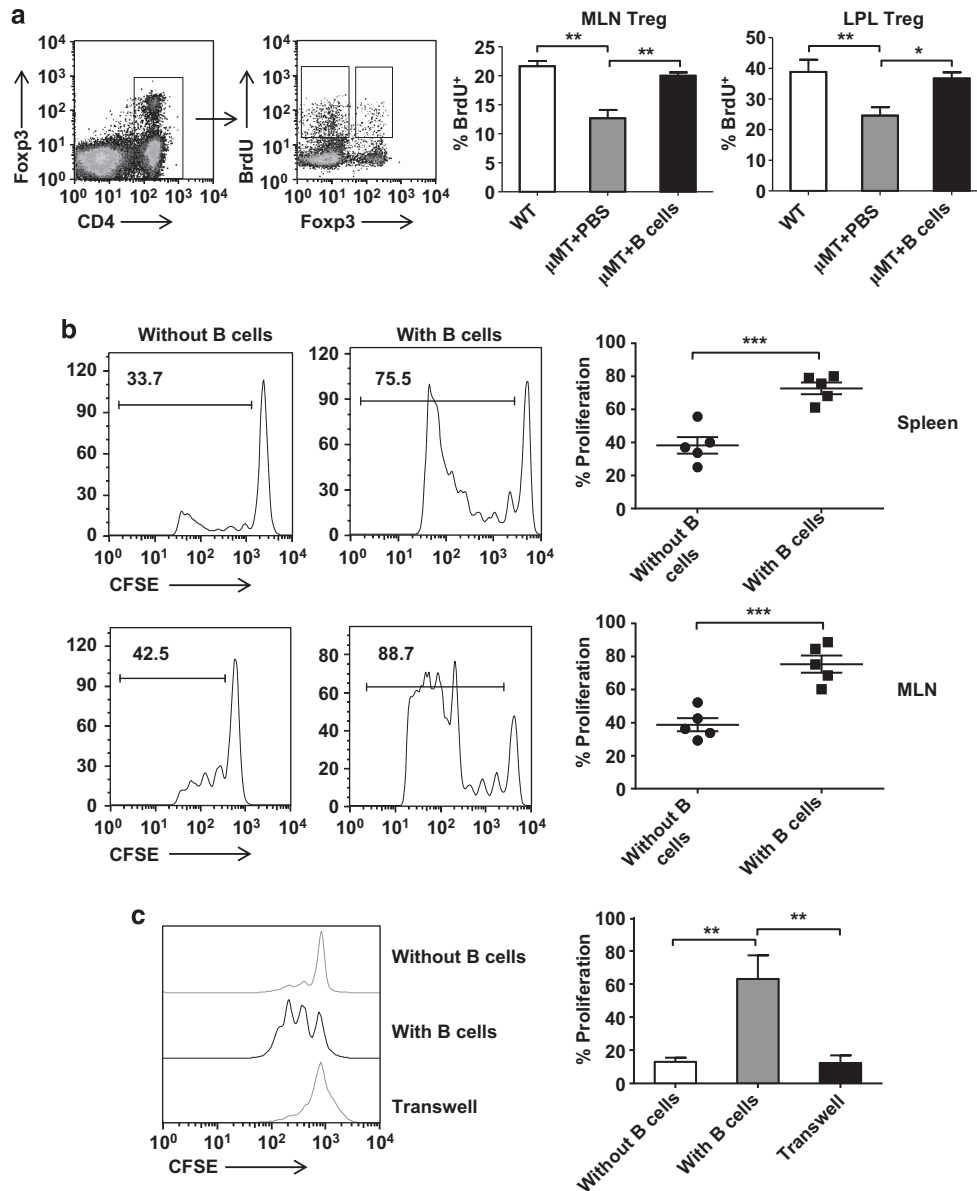 a
MLN Treg
LPL Treg
10⁴
10³
10²
10¹
10⁰
Foxp3
10⁰ 10¹ 10² 10³ 10⁴
CD4
10⁴
10³
10²
10¹
10⁰
BrdU
10⁰ 10¹ 10² 10³ 10⁴
Foxp3
25
20
15
10
5
0
% BrdU⁺
**
**
WT
μMT+PBS
μMT+B cells
50
40
30
20
10
0
% BrdU⁺
**
*
WT
μMT+PBS
μMT+B cells
b
Without B cells
With B cells
120
90
60
30
0
33.7
10⁰ 10¹ 10² 10³ 10⁴
CFSE
120
90
60
30
0
75.5
10⁰ 10¹ 10² 10³ 10⁴
100
80
60
40
20
0
% Proliferation
***
Without B
cells
With B cells
Spleen
120
90
60
30
0
42.5
10⁰ 10¹ 10² 10³ 10⁴
CFSE
80
60
40
20
0
88.7
10⁰ 10¹ 10² 10³ 10⁴
100
80
60
40
20
0
% Proliferation
***
Without B
cells
With B cells
MLN
c
Without B cells
With B cells
Transwell
10⁰ 10¹ 10² 10³ 10⁴
CFSE
100
80
60
40
20
0
% Proliferation
**
**
Without B cells
With B cells
Transwell